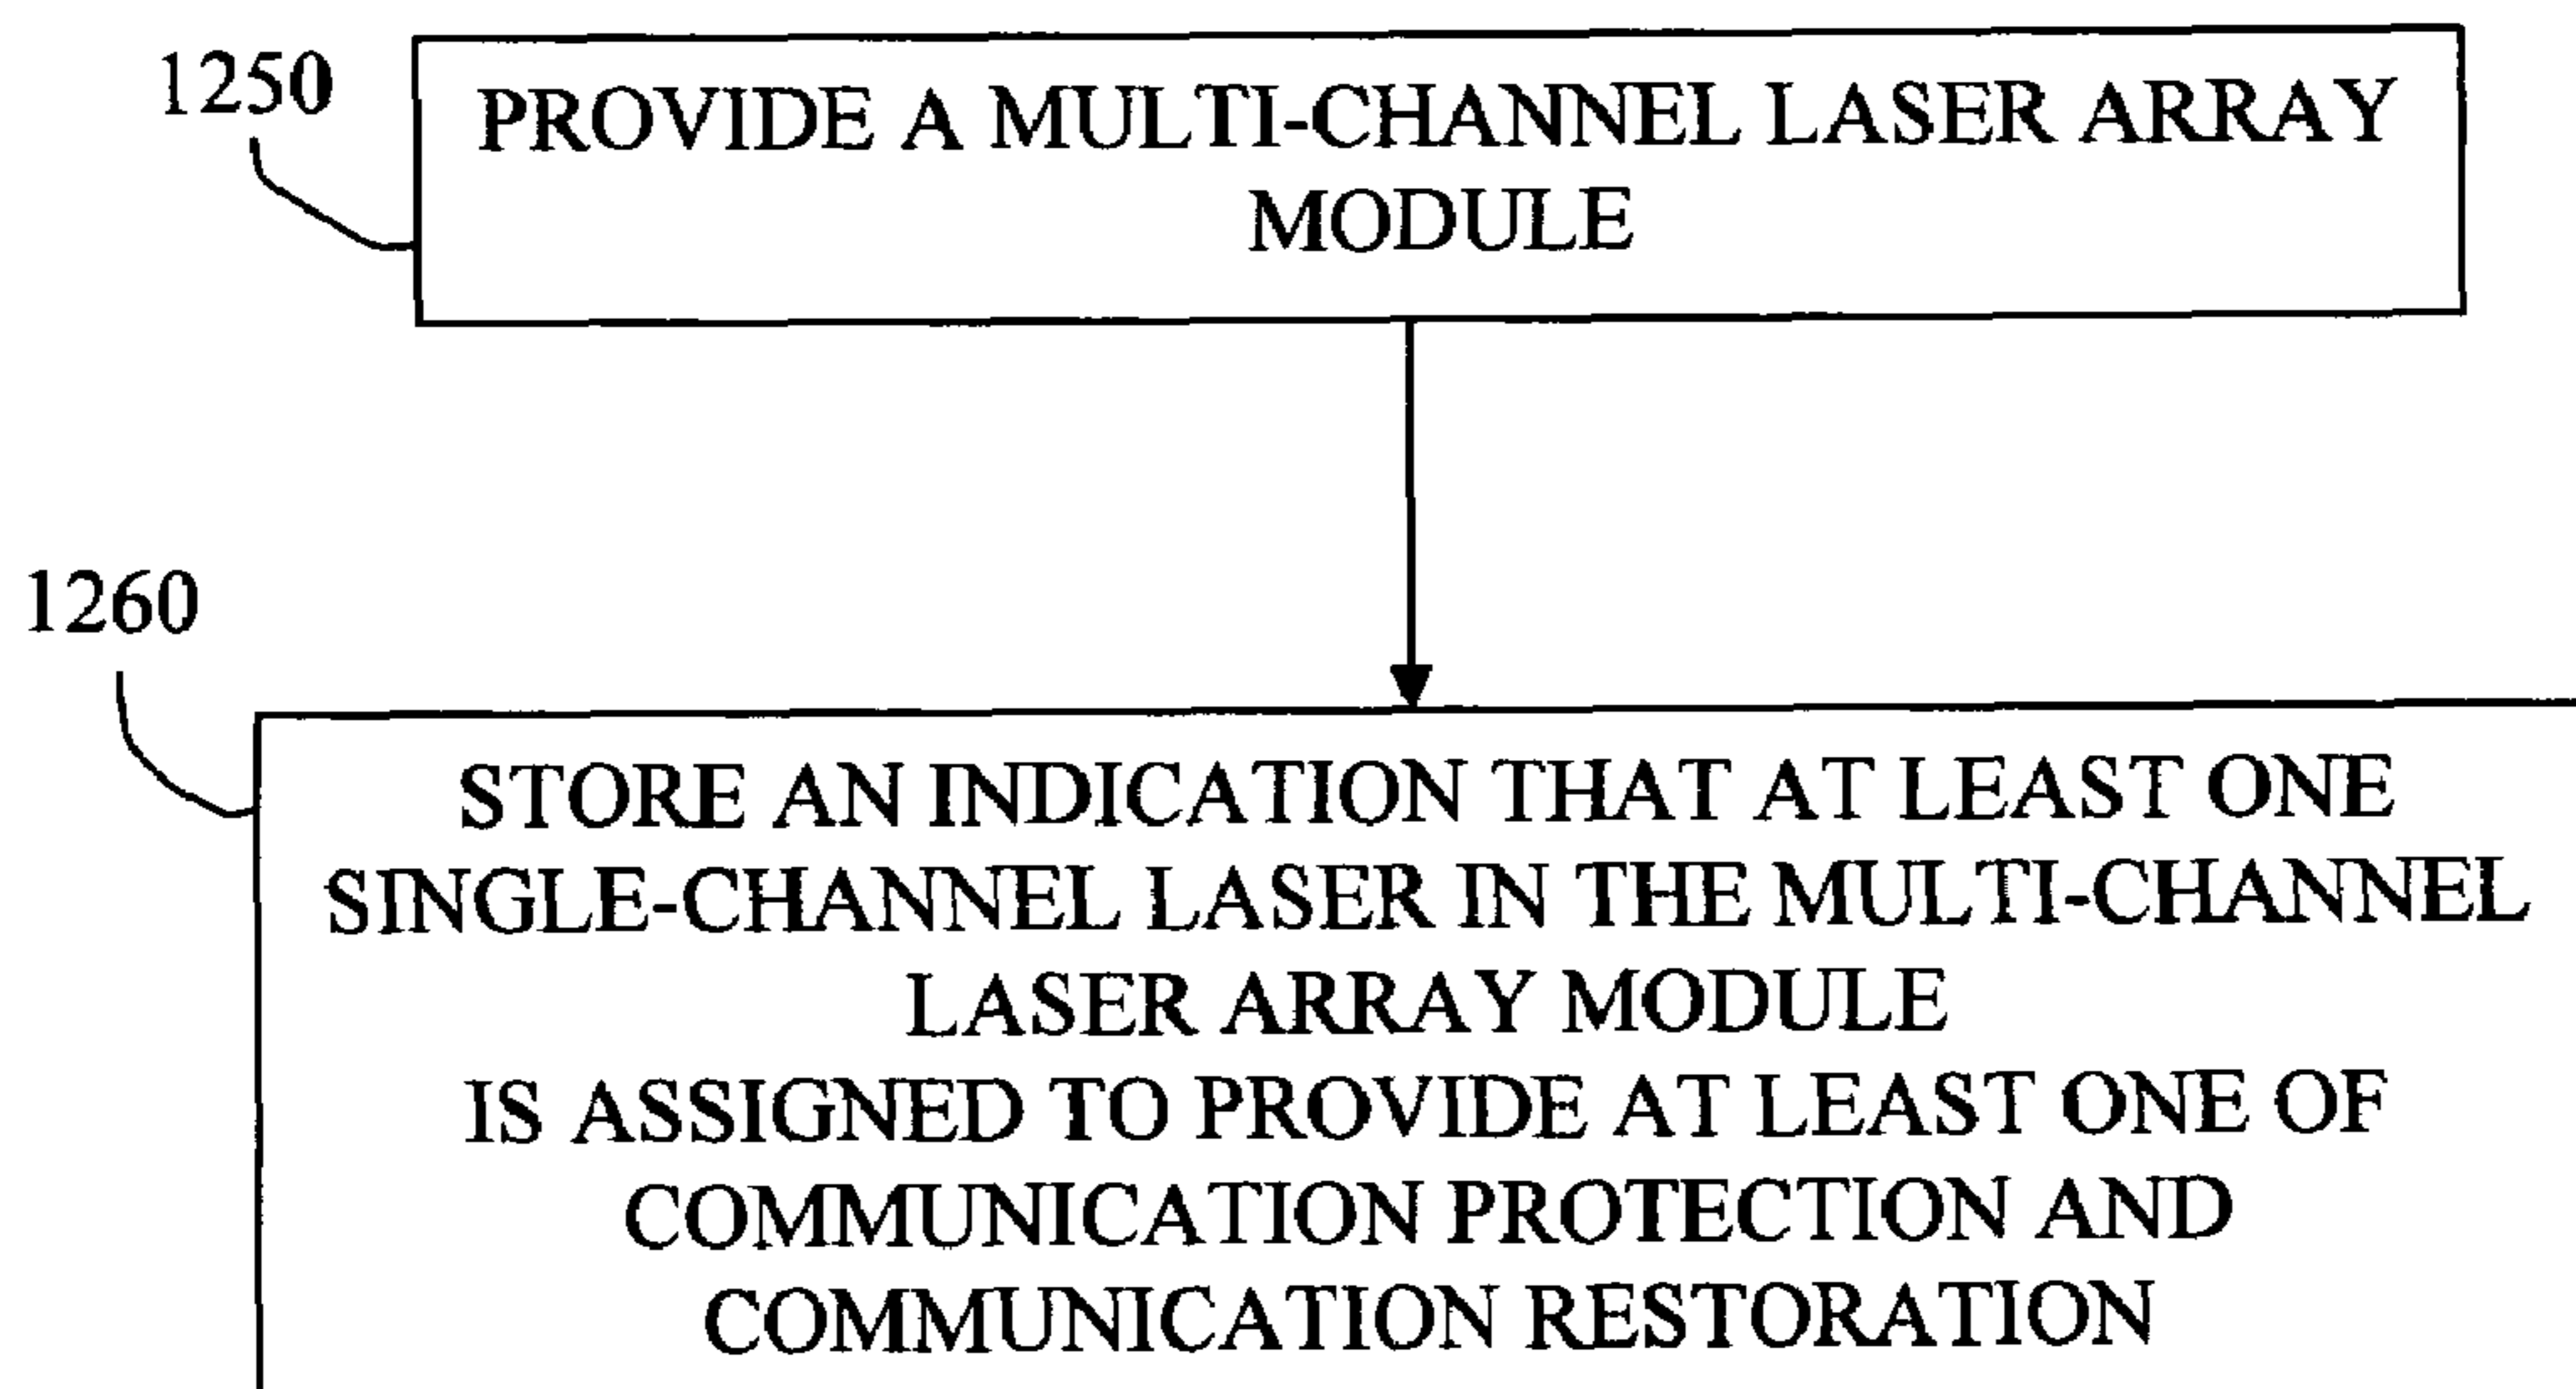 1250
PROVIDE A MULTI-CHANNEL LASER ARRAY
MODULE
1260
STORE AN INDICATION THAT AT LEAST ONE
SINGLE-CHANNEL LASER IN THE MULTI-CHANNEL
LASER ARRAY MODULE
IS ASSIGNED TO PROVIDE AT LEAST ONE OF
COMMUNICATION PROTECTION AND
COMMUNICATION RESTORATION